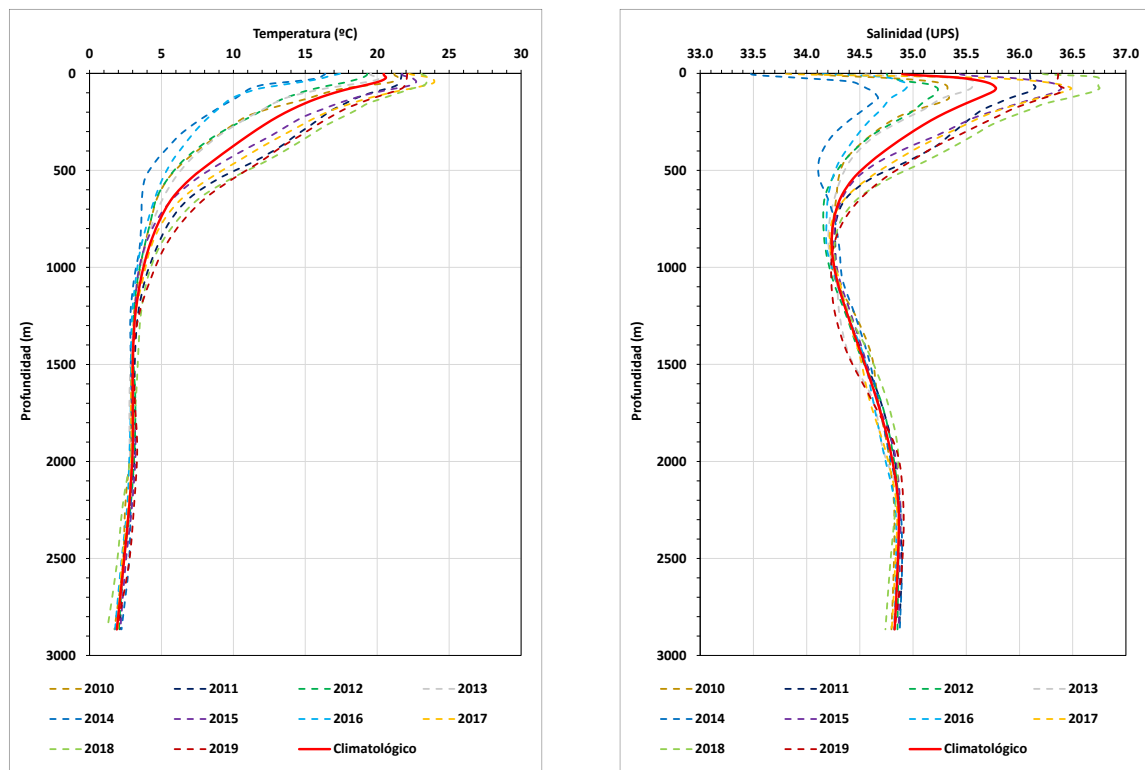 Temperatura (ºC)
0 5 10 15 20 25 30
0
500
1000
1500
2000
2500
3000
Profundidad (m)
2010 2011 2012 2013
2014 2015 2016 2017
2018 2019 Climatológico
Salinidad (UPS)
33.0 33.5 34.0 34.5 35.0 35.5 36.0 36.5 37.0
0
500
1000
1500
2000
2500
3000
Profundidad (m)
2010 2011 2012 2013
2014 2015 2016 2017
2018 2019 Climatológico